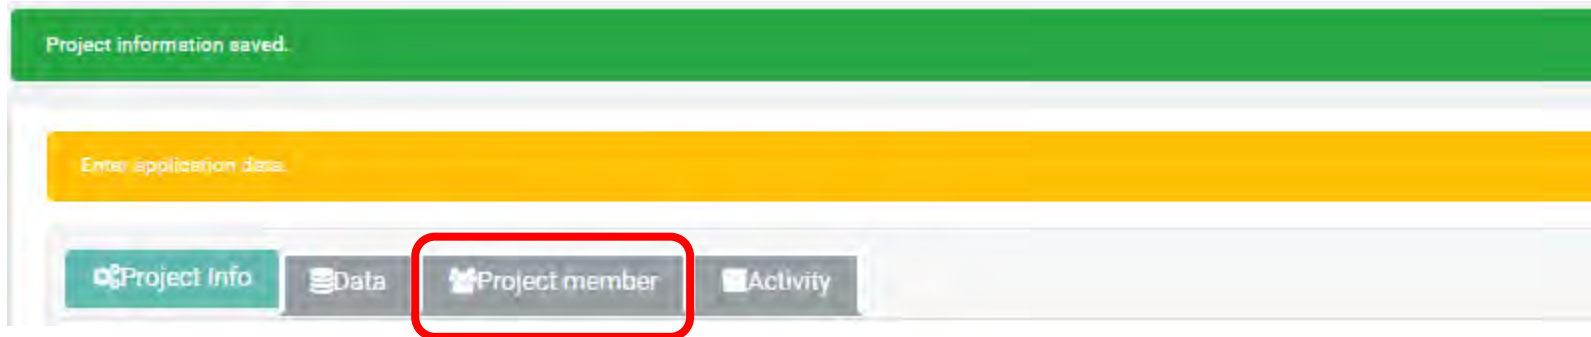 Project information saved.
Enter application data.
Project Info Data Project member Activity